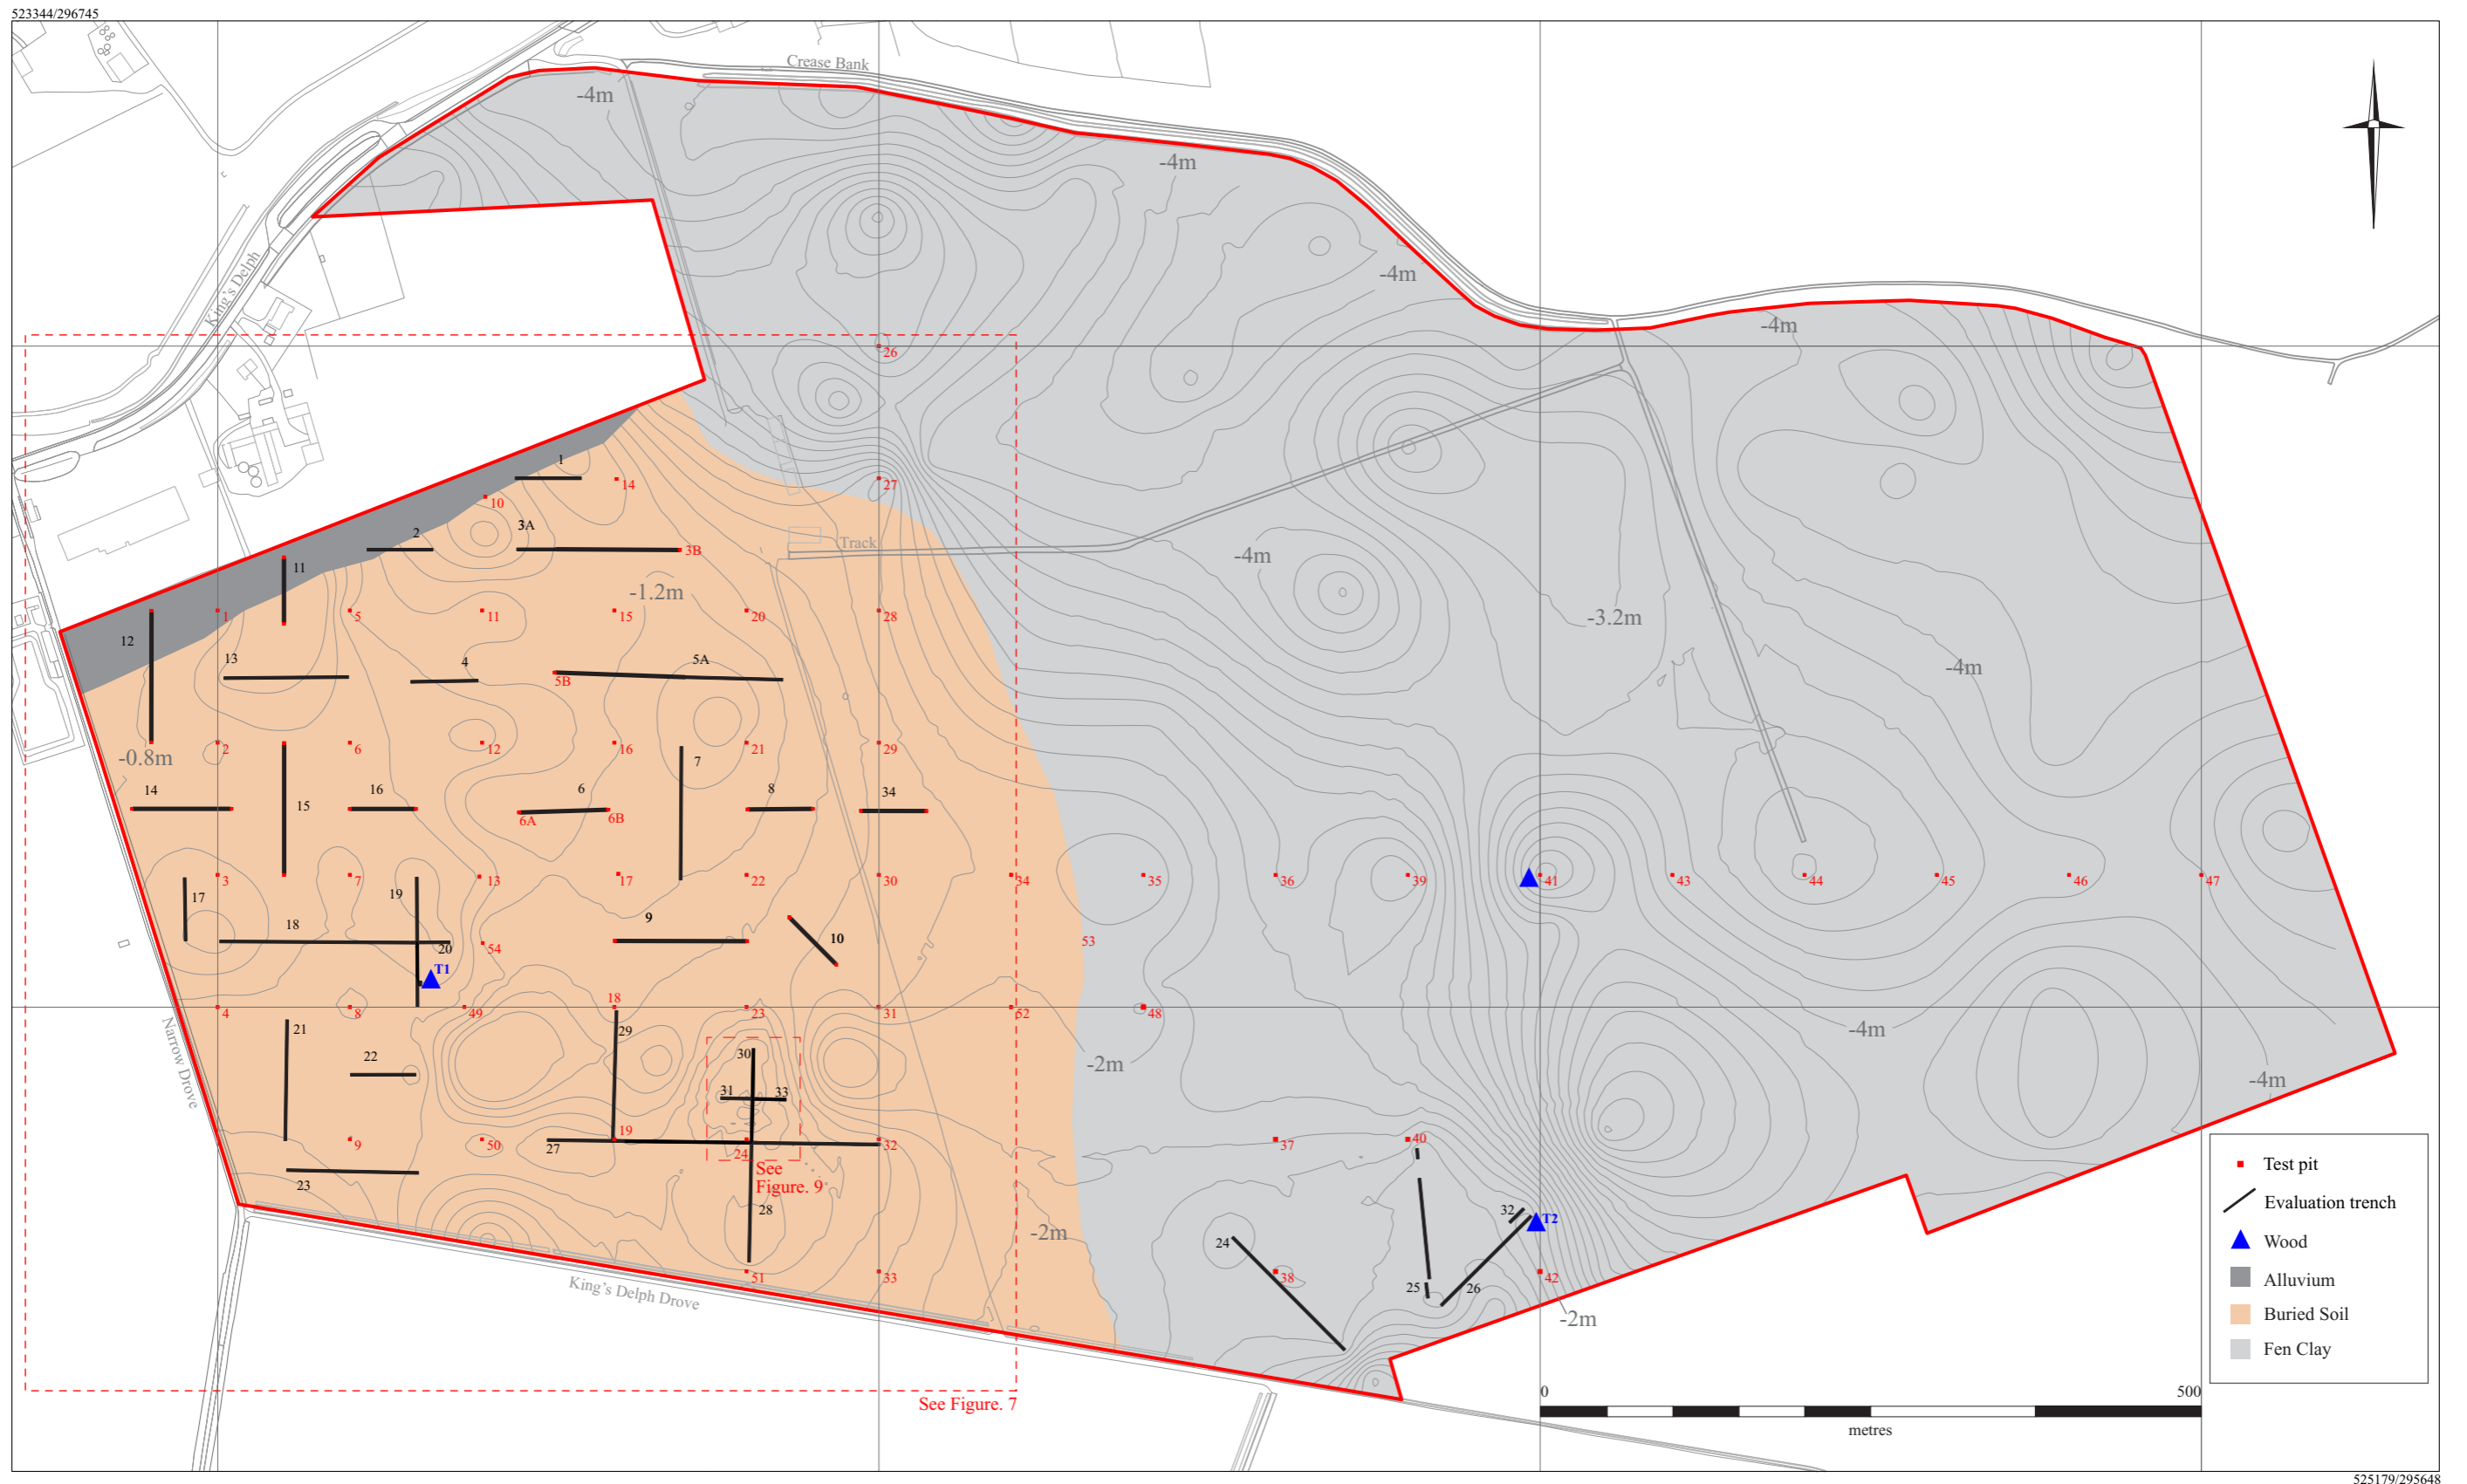 523344/296745
Crease Bank
-4m
-4m
King's Delph
-4m
-4m
26
1
14
27
10
2
3A
3B
Track
-4m
11
-1.2m
1
5
11
15
20
28
-3.2m
12
13
4
5A
5B
-4m
2
6
12
16
21
29
-0.8m
7
14
15
16
6
8
34
6A
6B
3
7
13
17
22
30
34
35
36
39
41
43
44
45
46
47
17
19
18
9
10
20
54
53
T1
18
4
8
49
23
31
52
48
Narrow Drove
21
29
22
30
-4m
-2m
-4m
31
33
19
9
50
27
24
32
37
40
See
Figure. 9
23
28
32
T2
-2m
24
51
33
38
25
26
42
King's Delph Drove
-2m
See Figure. 7
Test pit
Evaluation trench
Wood
Alluvium
Buried Soil
Fen Clay
0
500
metres
525179/295648